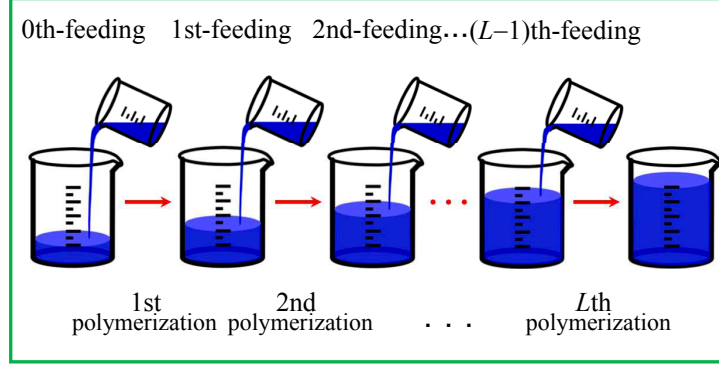 0th-feeding 1st-feeding 2nd-feeding...(L−1)th-feeding
1st 2nd Lth
polymerization polymerization . . . polymerization